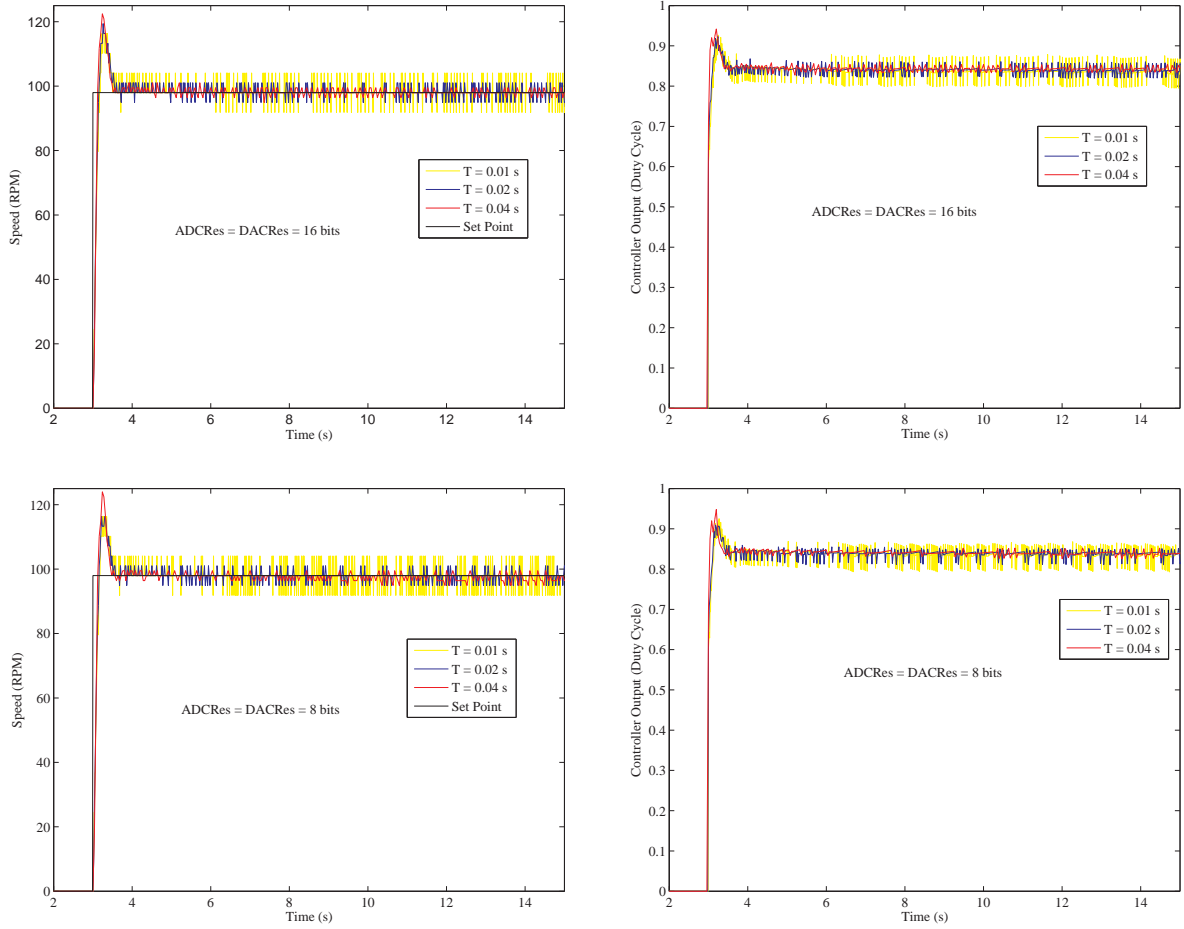 120
100
80
60
40
20
0
Speed (RPM)
T = 0.01 s
T = 0.02 s
T = 0.04 s
Set Point
ADCRes = DACRes = 16 bits
2 4 6 8 10 12 14
Time (s)
1
0.9
0.8
0.7
0.6
0.5
0.4
0.3
0.2
0.1
0
Controller Output (Duty Cycle)
T = 0.01 s
T = 0.02 s
T = 0.04 s
ADCRes = DACRes = 16 bits
2 4 6 8 10 12 14
Time (s)
120
100
80
60
40
20
0
Speed (RPM)
T = 0.01 s
T = 0.02 s
T = 0.04 s
Set Point
ADCRes = DACRes = 8 bits
2 4 6 8 10 12 14
Time (s)
1
0.9
0.8
0.7
0.6
0.5
0.4
0.3
0.2
0.1
0
Controller Output (Duty Cycle)
T = 0.01 s
T = 0.02 s
T = 0.04 s
ADCRes = DACRes = 8 bits
2 4 6 8 10 12 14
Time (s)